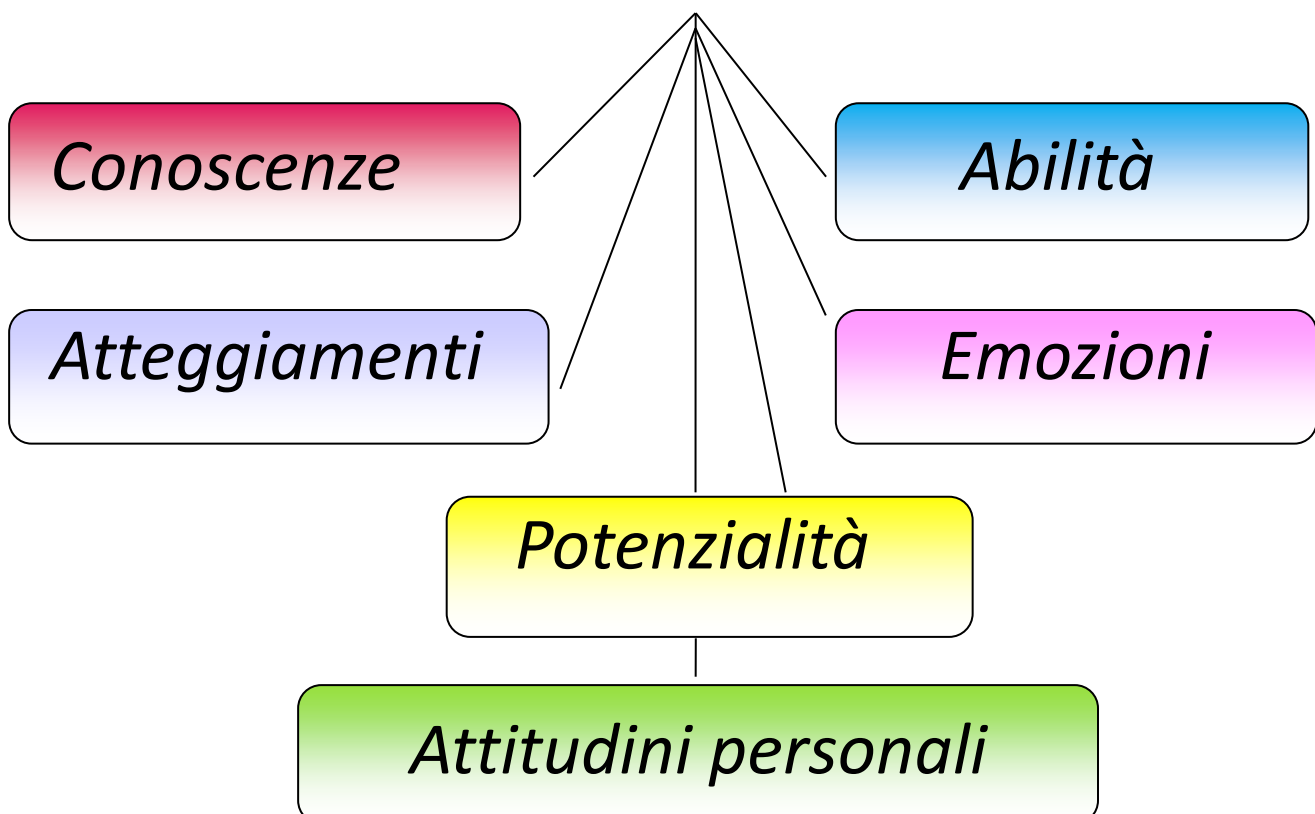 Conoscenze
Abilità
Atteggiamenti
Emozioni
Potenzialità
Attitudini personali